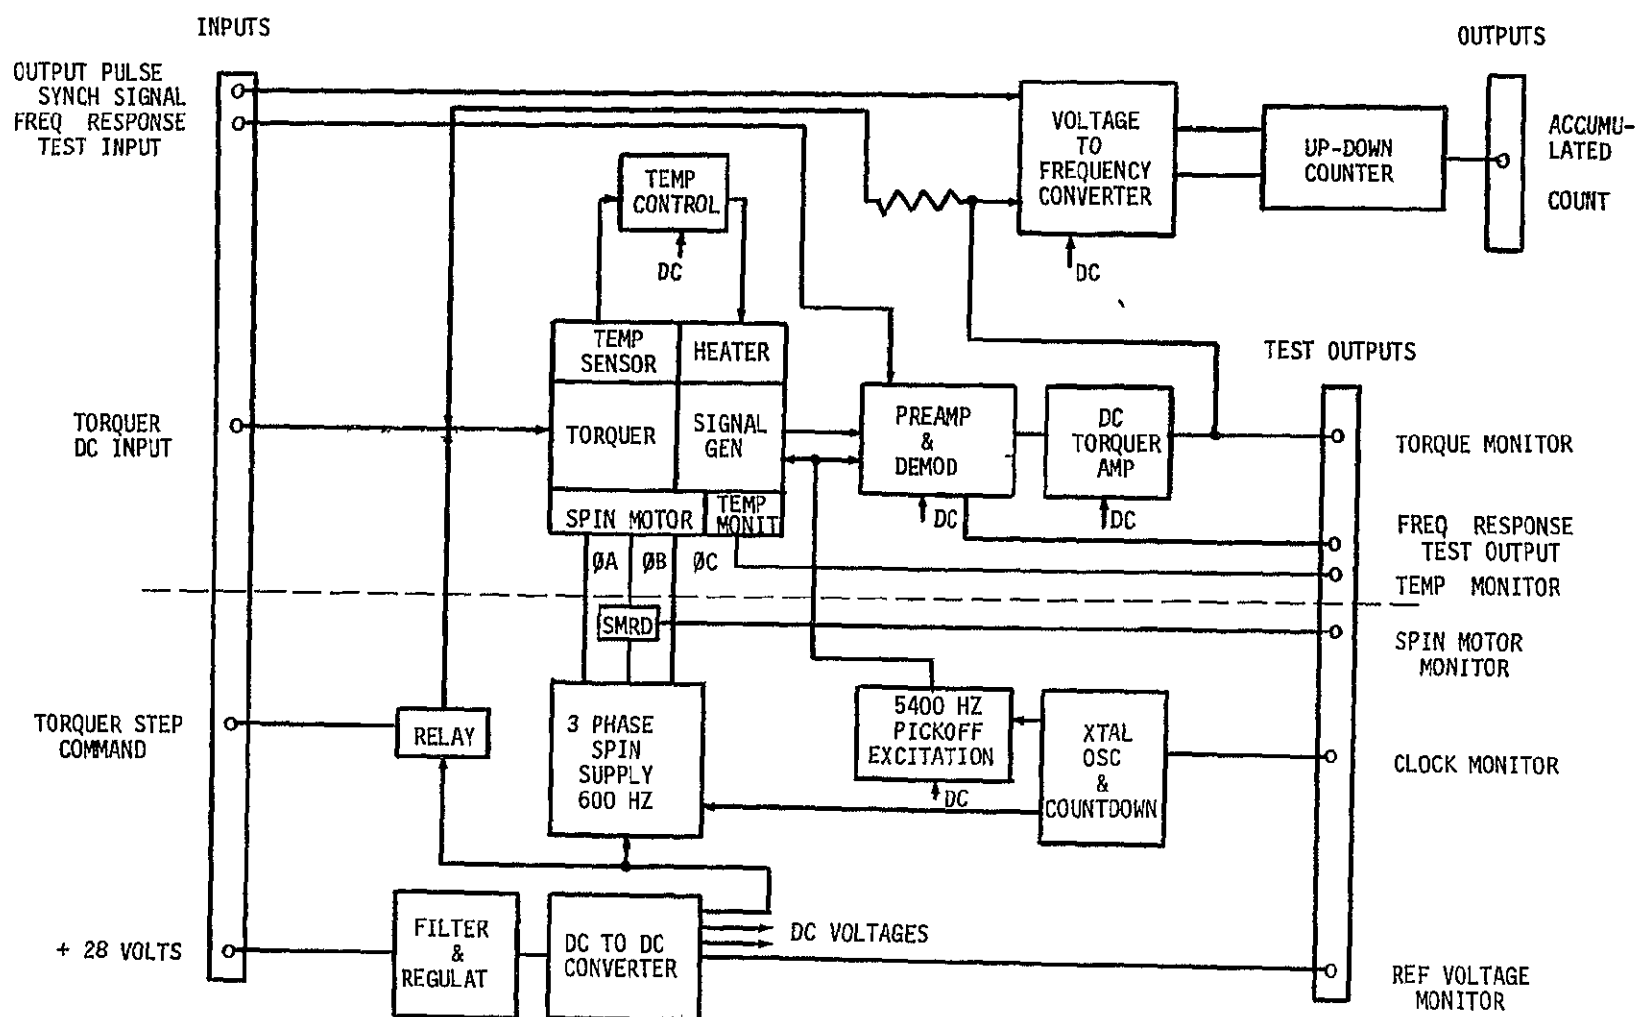 INPUTS
OUTPUTS
OUTPUT PULSE
SYNCH SIGNAL
FREQ RESPONSE
TEST INPUT
VOLTAGE
TO
FREQUENCY
CONVERTER
UP-DOWN
COUNTER
ACCUMU-
LATED
COUNT
TEMP
CONTROL
DC
DC
TEMP
SENSOR
HEATER
TEST OUTPUTS
TORQUER
DC INPUT
TORQUER
SIGNAL
GEN
PREAMP
&
DEMOD
DC
TORQUER
AMP
TORQUE MONITOR
SPIN MOTOR
TEMP
MONIT
DC
DC
FREQ RESPONSE
TEST OUTPUT
ØA
ØB
ØC
TEMP MONITOR
SMRD
SPIN MOTOR
MONITOR
TORQUER STEP
COMMAND
RELAY
3 PHASE
SPIN
SUPPLY
600 HZ
5400 HZ
PICKOFF
EXCITATION
DC
XTAL
OSC
&
COUNTDOWN
CLOCK MONITOR
+ 28 VOLTS
FILTER
&
REGULAT
DC TO DC
CONVERTER
DC VOLTAGES
REF VOLTAGE
MONITOR